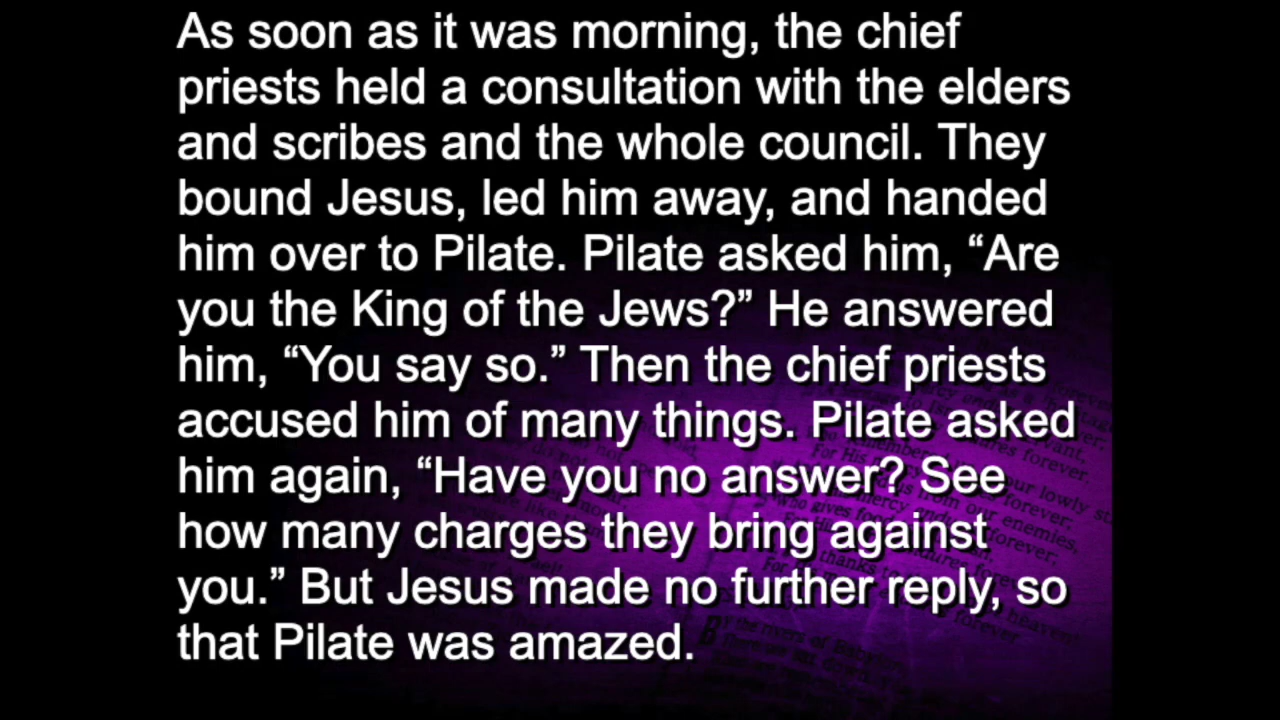 As soon as it was morning, the chief
priests held a consultation with the elders
and scribes and the whole council. They
bound Jesus, led him away, and handed
him over to Pilate. Pilate asked him, “Are
you the King of the Jews?” He answered
him, “You say so.” Then the chief priests
accused him of many things. Pilate asked
him again, “Have you no answer? See
how many charges they bring against
you.” But Jesus made no further reply, so
that Pilate was amazed.